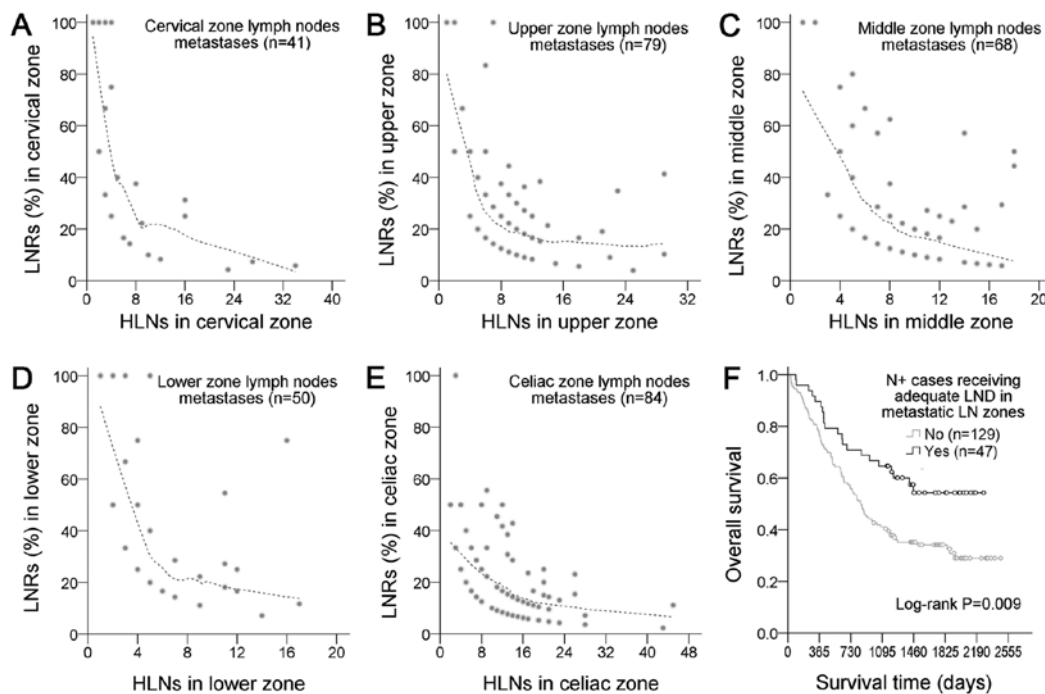 A
Cervical zone lymph nodes
metastases (n=41)
LNRs (%) in cervical zone
100
80
60
40
20
0
0 8 16 24 32 40
HLNs in cervical zone
B
Upper zone lymph nodes
metastases (n=79)
LNRs (%) in upper zone
100
80
60
40
20
0
0 8 16 24 32
HLNs in upper zone
C
Middle zone lymph nodes
metastases (n=68)
LNRs (%) in middle zone
100
80
60
40
20
0
0 4 8 12 16 20
HLNs in middle zone
D
Lower zone lymph nodes
metastases (n=50)
LNRs (%) in lower zone
100
80
60
40
20
0
0 4 8 12 16 20
HLNs in lower zone
E
Celiac zone lymph nodes
metastases (n=84)
LNRs (%) in celiac zone
100
80
60
40
20
0
0 8 16 24 32 40 48
HLNs in celiac zone
F
N+ cases receiving
adequate LND in
metastatic LN zones
No (n=129)
Yes (n=47)
Overall survival
1.0
0.8
0.6
0.4
0.2
0.0
Log-rank P=0.009
0 365 730 1095 1460 1825 2190 2555
Survival time (days)